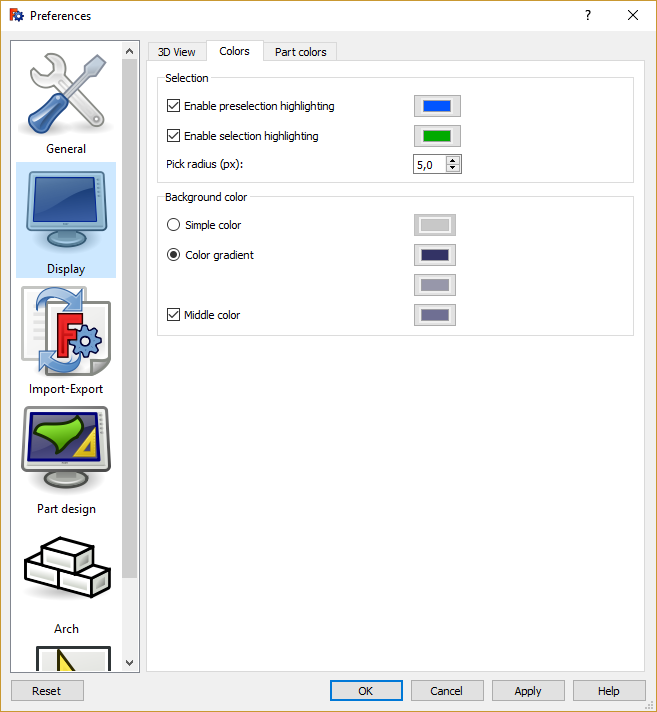 Preferences
?
General
Display
Import-Export
Part design
Arch
3D View
Colors
Part colors
Selection
Enable preselection highlighting
Enable selection highlighting
Pick radius (px):
5,0
Background color
Simple color
Color gradient
Middle color
Reset
OK
Cancel
Apply
Help